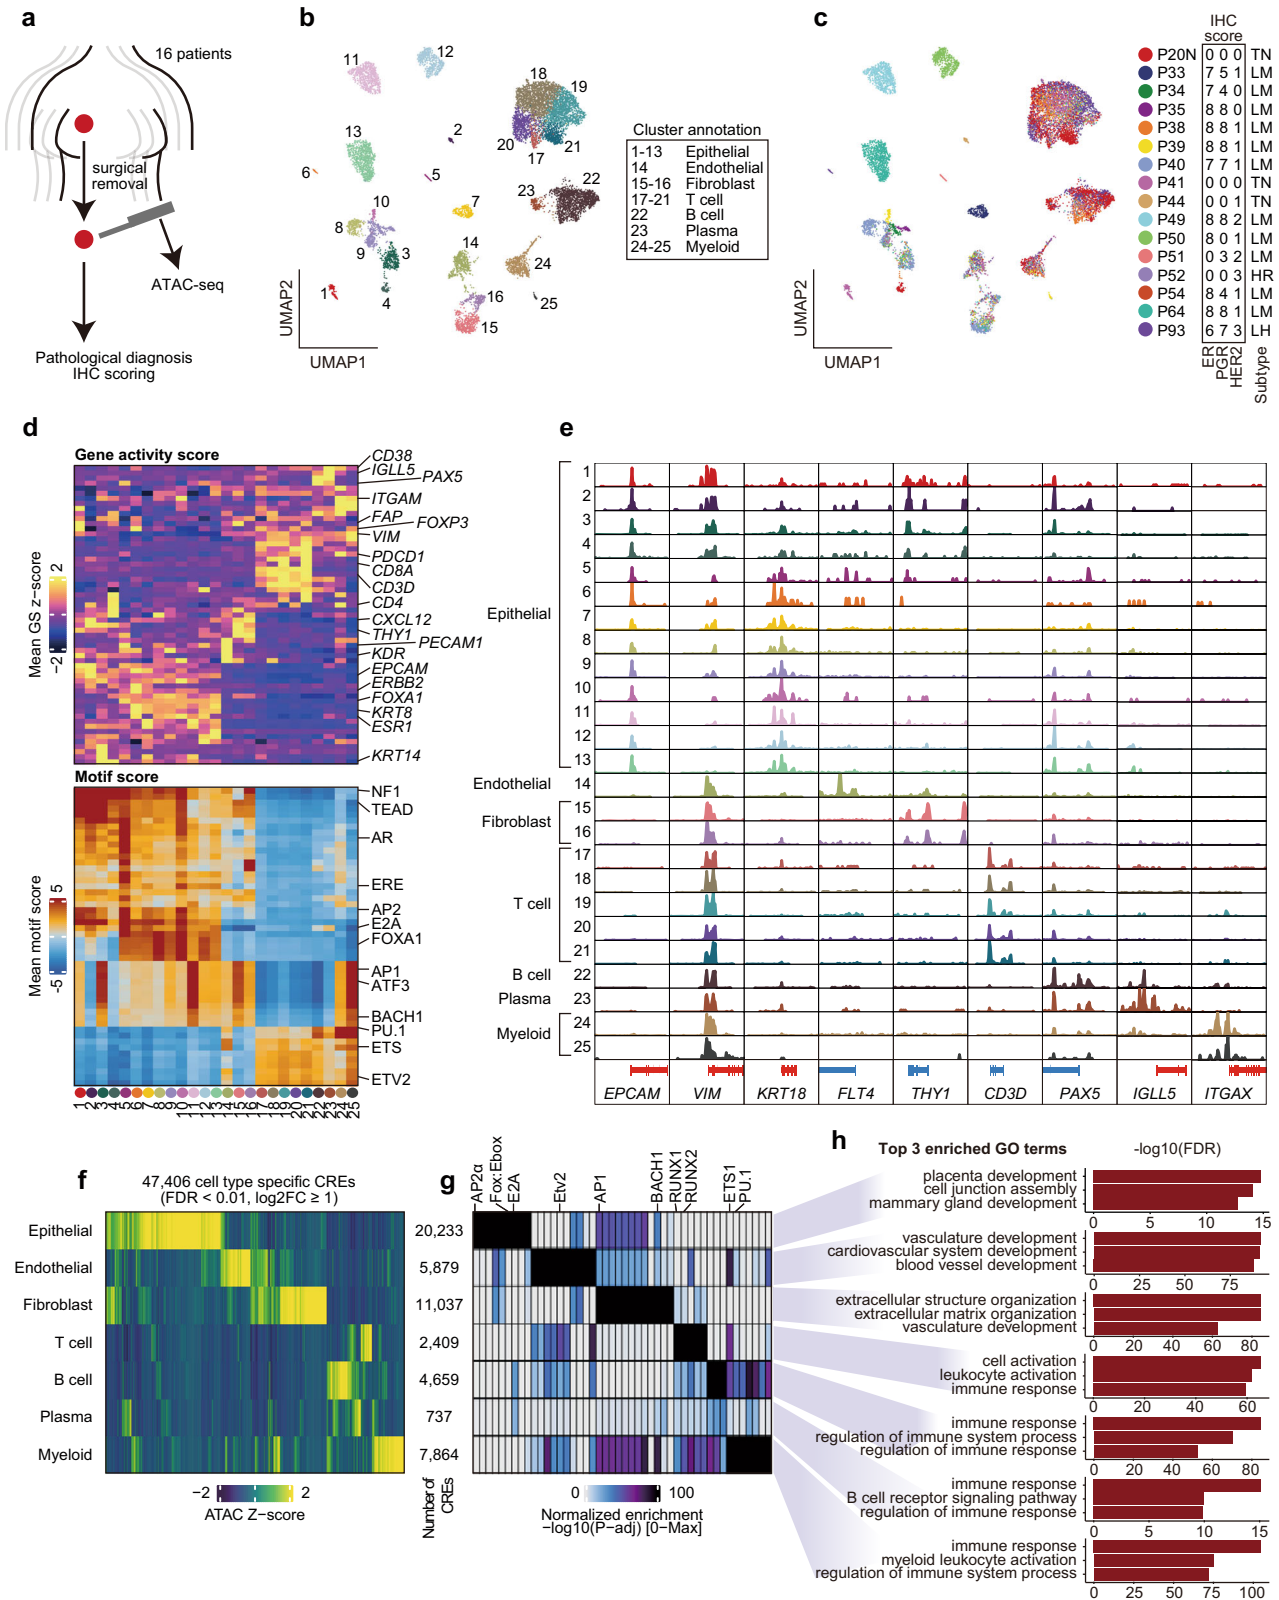 a
16 patients
surgical
removal
ATAC-seq
Pathological diagnosis
IHC scoring
b
11
12
18
19
13
2
20
17
21
6
5
22
23
10
7
8
9
3
14
24
1
4
16
25
15
UMAP2
UMAP1
Cluster annotation
1-13 Epithelial
14 Endothelial
15-16 Fibroblast
17-21 T cell
22 B cell
23 Plasma
24-25 Myeloid
c
UMAP2
UMAP1
IHC
score
P20N 0 0 0 TN
P33 7 5 1 LM
P34 7 4 0 LM
P35 8 8 0 LM
P38 8 8 1 LM
P39 8 8 1 LM
P40 7 7 1 LM
P41 0 0 0 TN
P44 0 0 1 TN
P49 8 8 2 LM
P50 8 0 1 LM
P51 0 3 2 LM
P52 0 0 3 HR
P54 8 4 1 LM
P64 8 8 1 LM
P93 6 7 3 LH
ER
PGR
HER2
Subtype
d
Gene activity score
CD38
IGLL5
PAX5
ITGAM
FAP
FOXP3
VIM
PDCD1
CD8A
CD3D
CD4
CXCL12
THY1
PECAM1
KDR
EPCAM
ERBB2
FOXA1
KRT8
ESR1
KRT14
Mean GS z−score
−2 2
Motif score
NF1
TEAD
AR
ERE
AP2
E2A
FOXA1
AP1
ATF3
BACH1
PU.1
ETS
ETV2
Mean motif score
-5 5
1 2 3 4 5 6 7 8 9 10 11 12 13 14 15 16 17 18 19 20 21 22 23 24 25
e
Epithelial
1
2
3
4
5
6
7
8
9
10
11
12
13
Endothelial 14
Fibroblast
15
16
T cell
17
18
19
20
21
B cell 22
Plasma 23
Myeloid
24
25
EPCAM VIM KRT18 FLT4 THY1 CD3D PAX5 IGLL5 ITGAX
f
47,406 cell type specific CREs
(FDR < 0.01, log2FC ≥ 1)
Epithelial 20,233
Endothelial 5,879
Fibroblast 11,037
T cell 2,409
B cell 4,659
Plasma 737
Myeloid 7,864
Number of
CREs
−2 2
ATAC Z−score
g
AP2α
Fox:Ebox
E2A
Etv2
AP1
BACH1
RUNX1
RUNX2
ETS1
PU.1
0 100
Normalized enrichment
−log10(P−adj) [0−Max]
h
Top 3 enriched GO terms
-log10(FDR)
placenta development
cell junction assembly
mammary gland development
0 5 10 15
vasculature development
cardiovascular system development
blood vessel development
0 25 50 75
extracellular structure organization
extracellular matrix organization
vasculature development
0 20 40 60 80
cell activation
leukocyte activation
immune response
0 20 40 60
immune response
regulation of immune system process
regulation of immune response
0 20 40 60 80
immune response
B cell receptor signaling pathway
regulation of immune response
0 5 10 15
immune response
myeloid leukocyte activation
regulation of immune system process
0 25 50 75 100